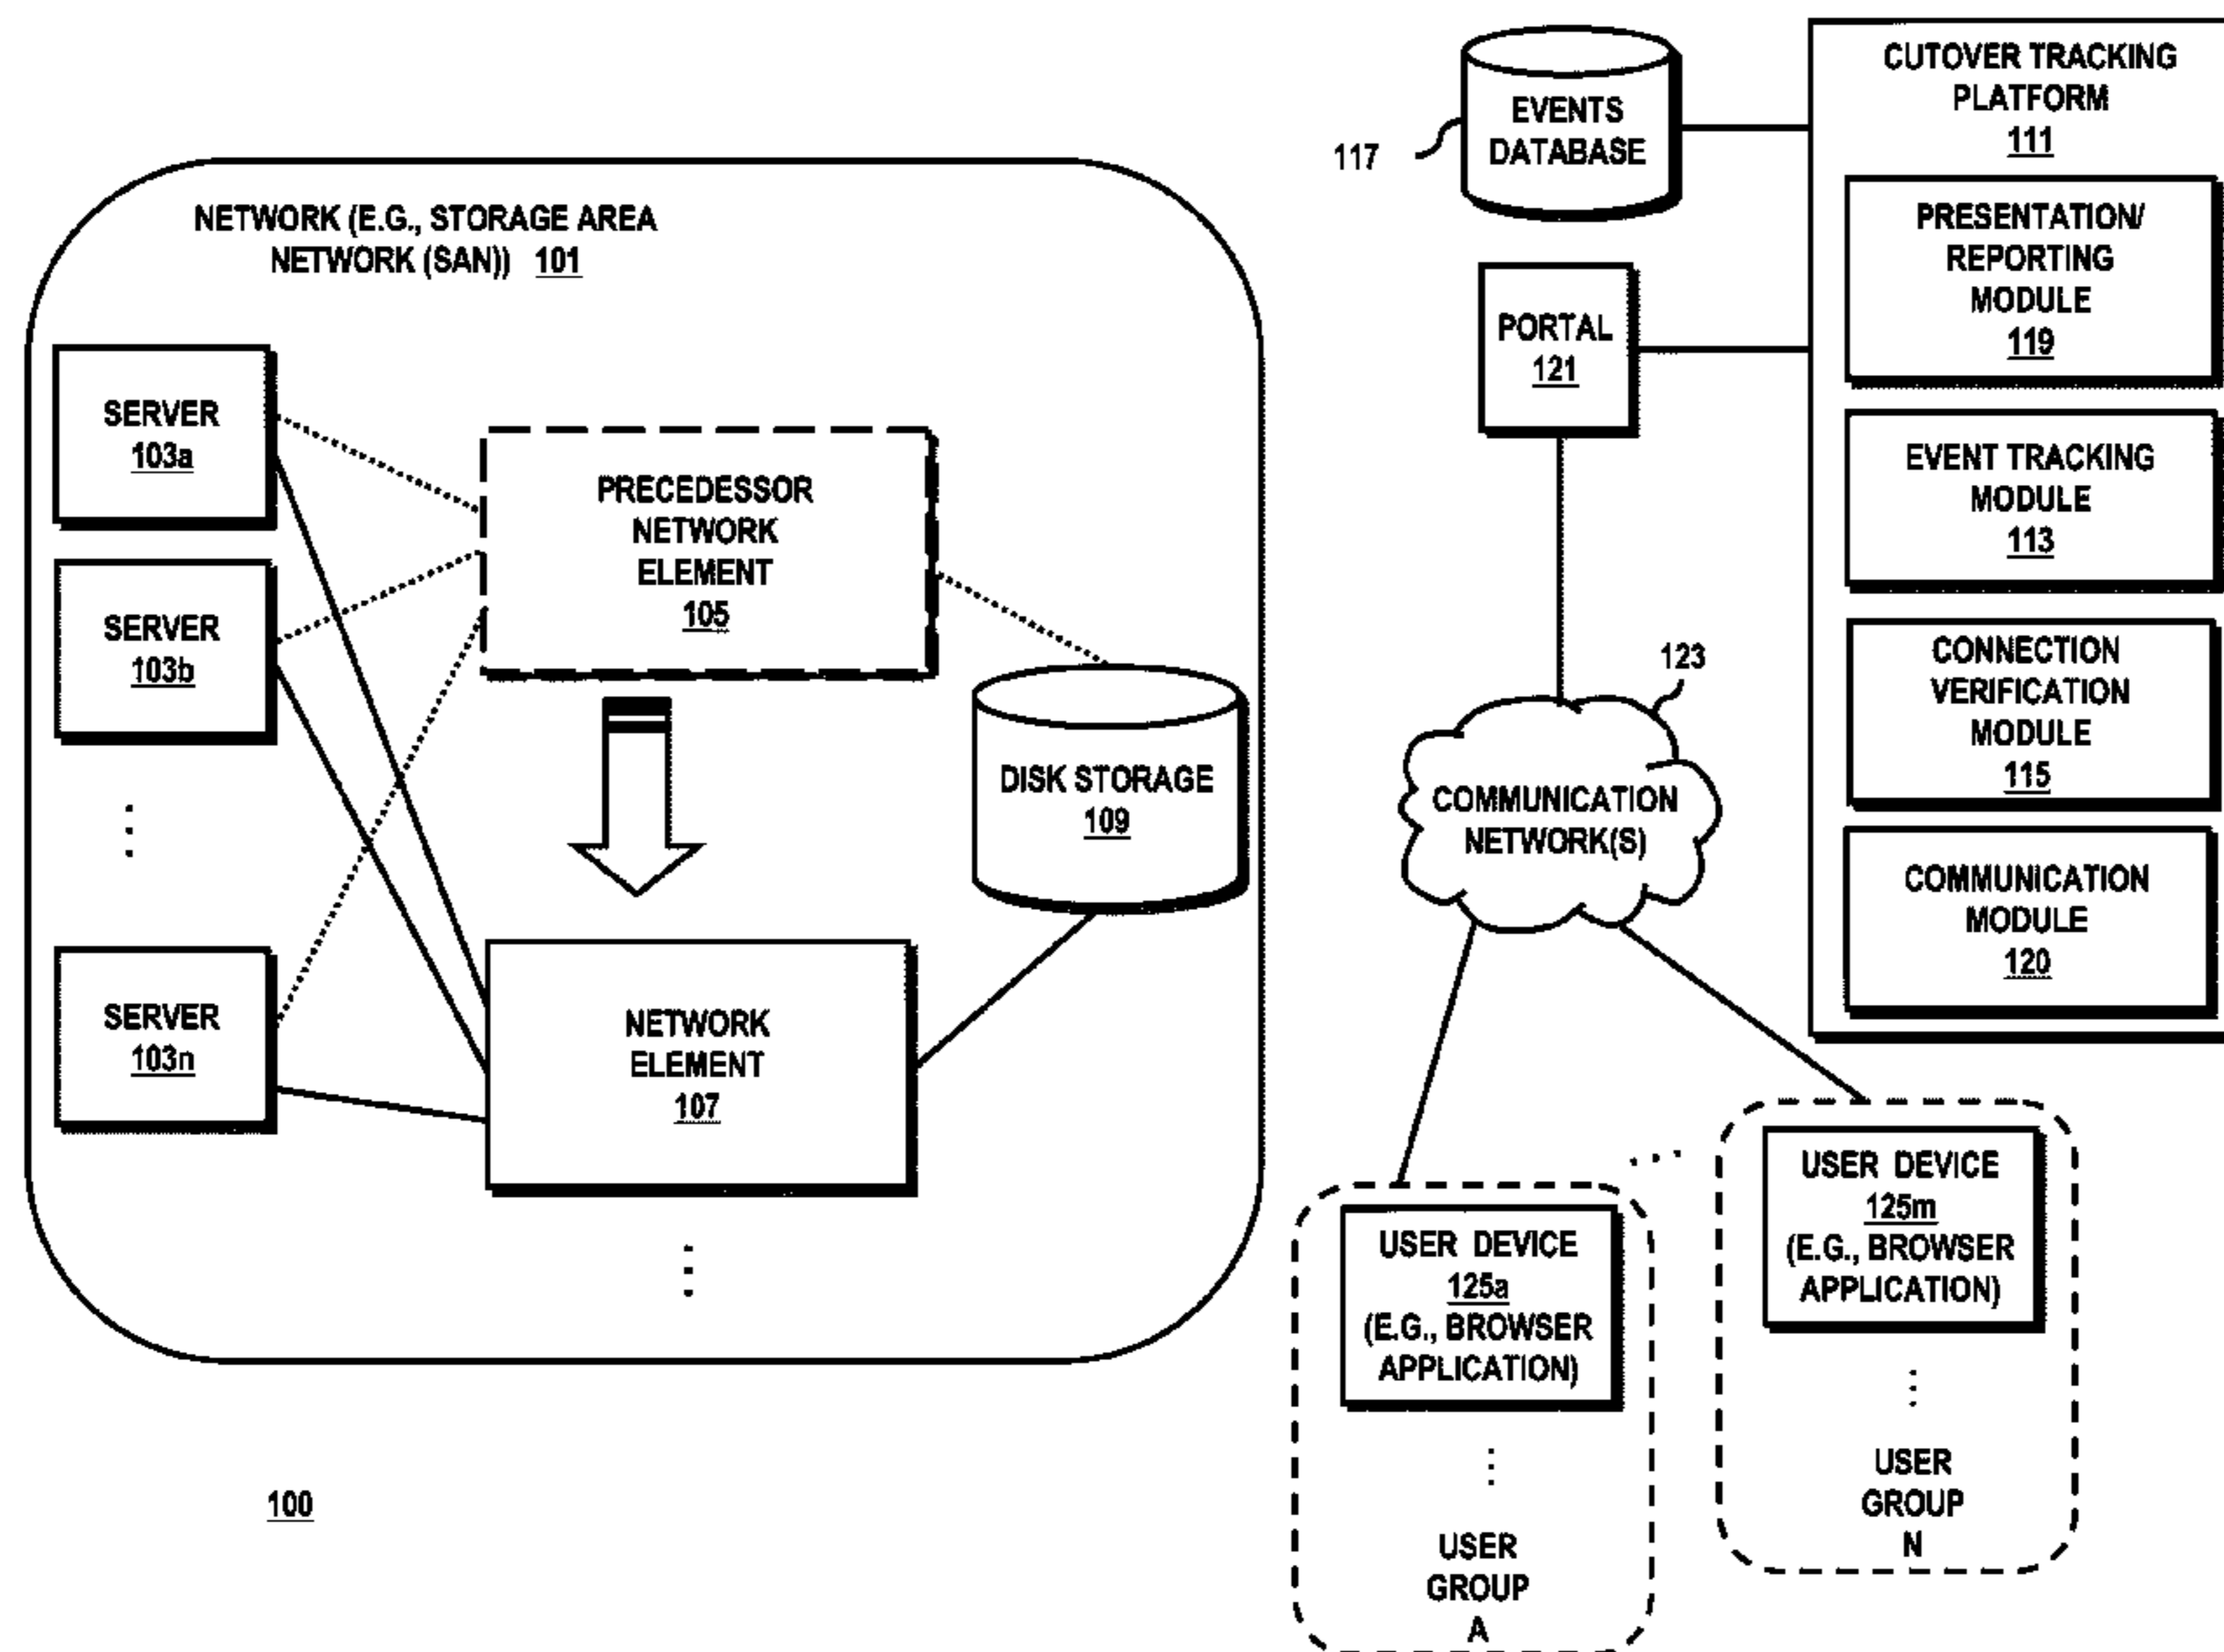 NETWORK (E.G., STORAGE AREA
NETWORK (SAN)) 101
SERVER
103a
SERVER
103b
SERVER
103n
PRECEDESSOR
NETWORK
ELEMENT
105
NETWORK
ELEMENT
107
DISK STORAGE
109
100
EVENTS
DATABASE
117
PORTAL
121
CUTOVER TRACKING
PLATFORM
111
PRESENTATION/
REPORTING
MODULE
119
EVENT TRACKING
MODULE
113
CONNECTION
VERIFICATION
MODULE
115
COMMUNICATION
MODULE
120
123
COMMUNICATION
NETWORK(S)
USER DEVICE
125a
(E.G., BROWSER
APPLICATION)
USER
GROUP
A
USER DEVICE
125m
(E.G., BROWSER
APPLICATION)
USER
GROUP
N